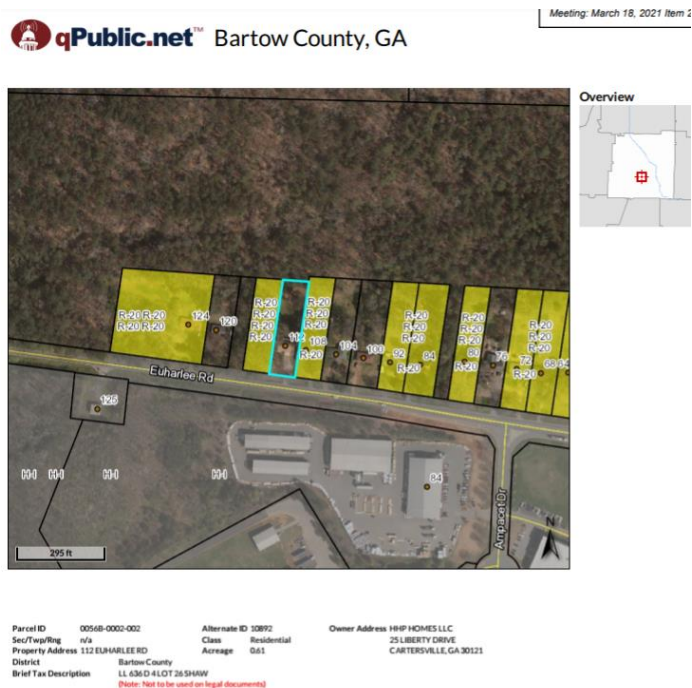 Meeting: March 18, 2021 Item 2
qPublic.net™ Bartow County, GA
Overview
R-20 R-20
R-20 R-20
124
120
R-20
R-20
R-20
R-20
112
R-20
R-20
R-20
R-20
108
104
100
R-20
R-20
R-20
R-20
92
84
R-20
R-20
R-20
R-20
80
76
R-20
R-20
R-20
R-20
72
68
64
Euharlee Rd
125
H-I H-I H-I H-I
84
Ampacet Dr
N
295 ft
Parcel ID 0056B-0002-002 Alternate ID 10892 Owner Address HHP HOMES LLC
Sec/Twp/Rng n/a Class Residential 25 LIBERTY DRIVE
Property Address 112 EUHARLEE RD Acreage 0.61 CARTERSVILLE, GA 30121
District Bartow County
Brief Tax Description LL 636 D 4 LOT 26 SHAW
(Note: Not to be used on legal documents)